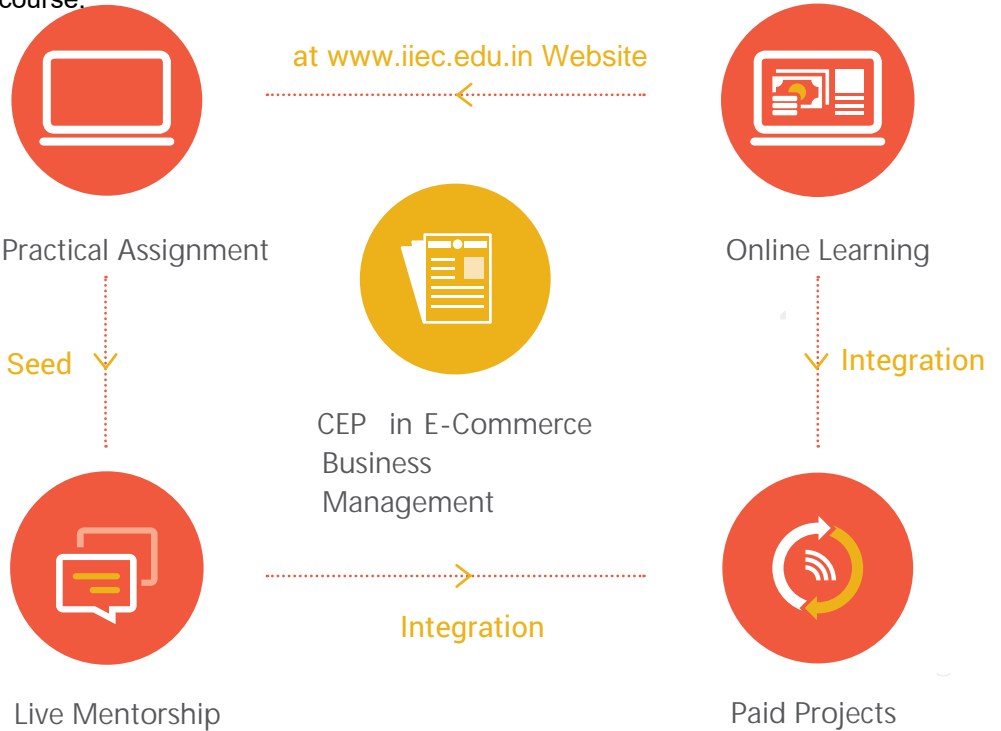 course.
at www.iiec.edu.in Website
Practical Assignment
Online Learning
Seed
Integration
CEP in E-Commerce
Business
Management
Integration
Live Mentorship
Paid Projects